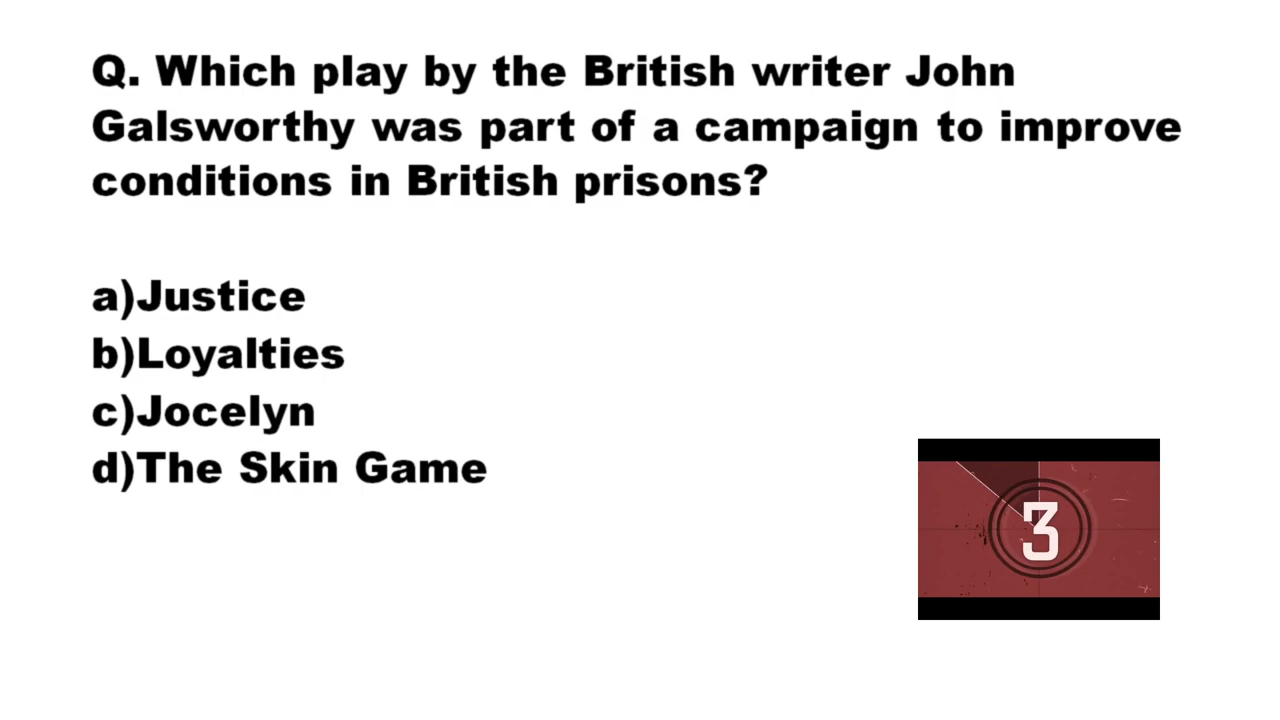 Q. Which play by the British writer John
Galsworthy was part of a campaign to improve
conditions in British prisons?
a)Justice
b)Loyalties
c)Jocelyn
d)The Skin Game
3